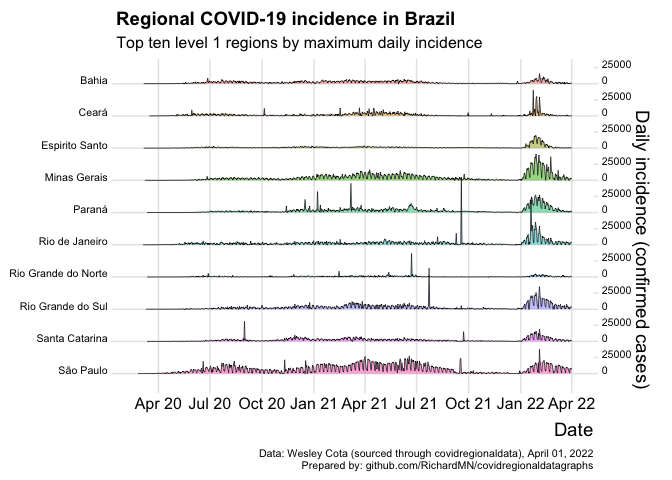 Regional COVID-19 incidence in Brazil
Top ten level 1 regions by maximum daily incidence
Bahia
25000
0
Ceará
25000
0
Espirito Santo
25000
0
Minas Gerais
25000
0
Paraná
25000
0
Rio de Janeiro
25000
0
Rio Grande do Norte
25000
0
Rio Grande do Sul
25000
0
Santa Catarina
25000
0
São Paulo
25000
0
Daily incidence (confirmed cases)
Apr 20 Jul 20 Oct 20 Jan 21 Apr 21 Jul 21 Oct 21 Jan 22 Apr 22
Date
Data: Wesley Cota (sourced through covidregionaldata), April 01, 2022
Prepared by: github.com/RichardMN/covidregionaldatagraphs